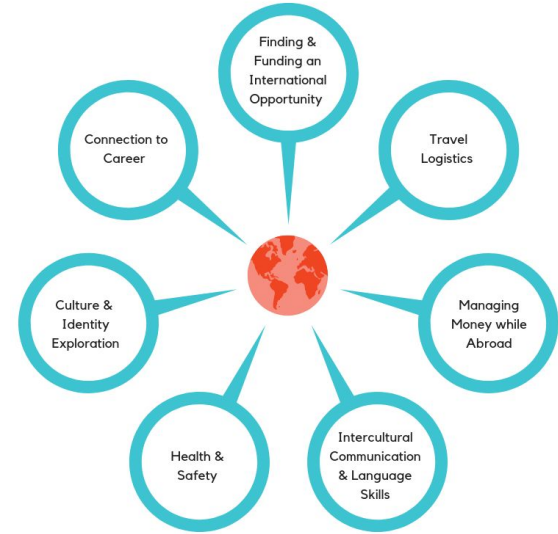 Finding &
Funding an
International
Opportunity
Travel
Logistics
Managing
Money while
Abroad
Intercultural
Communication
& Language
Skills
Health &
Safety
Culture &
Identity
Exploration
Connection to
Career